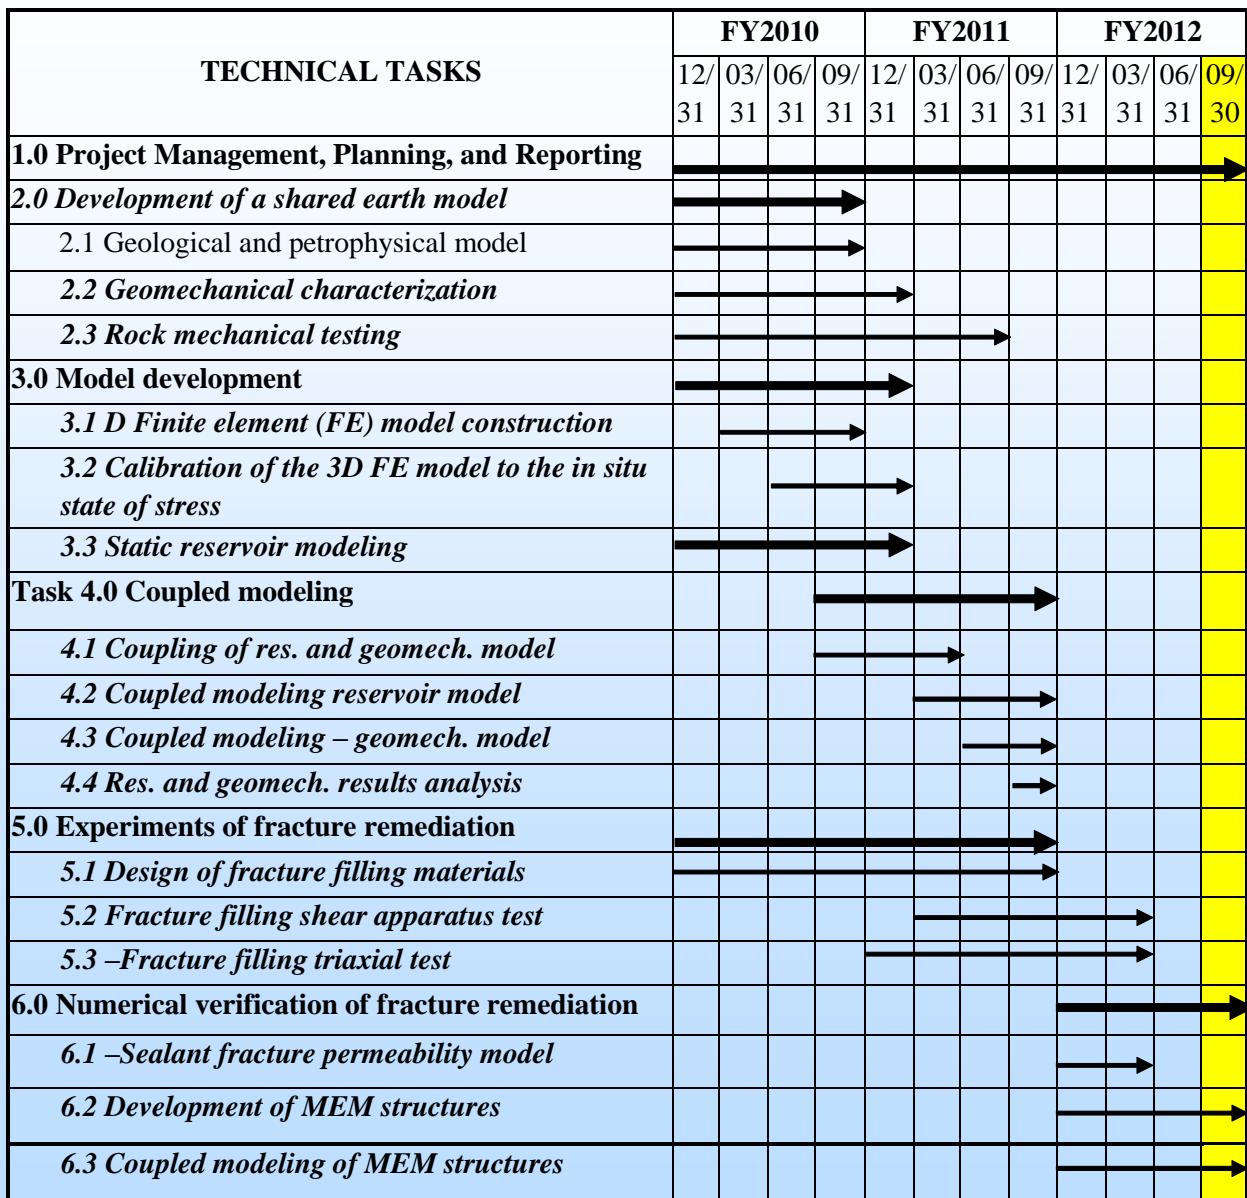 TECHNICAL TASKS
FY2010 FY2011 FY2012
12/ 03/ 06/ 09/ 12/ 03/ 06/ 09/ 12/ 03/ 06/ 09/
31 31 31 31 31 31 31 31 31 31 31 30
1.0 Project Management, Planning, and Reporting
2.0 Development of a shared earth model
2.1 Geological and petrophysical model
2.2 Geomechanical characterization
2.3 Rock mechanical testing
3.0 Model development
3.1 D Finite element (FE) model construction
3.2 Calibration of the 3D FE model to the in situ
state of stress
3.3 Static reservoir modeling
Task 4.0 Coupled modeling
4.1 Coupling of res. and geomech. model
4.2 Coupled modeling reservoir model
4.3 Coupled modeling – geomech. model
4.4 Res. and geomech. results analysis
5.0 Experiments of fracture remediation
5.1 Design of fracture filling materials
5.2 Fracture filling shear apparatus test
5.3 –Fracture filling triaxial test
6.0 Numerical verification of fracture remediation
6.1 –Sealant fracture permeability model
6.2 Development of MEM structures
6.3 Coupled modeling of MEM structures